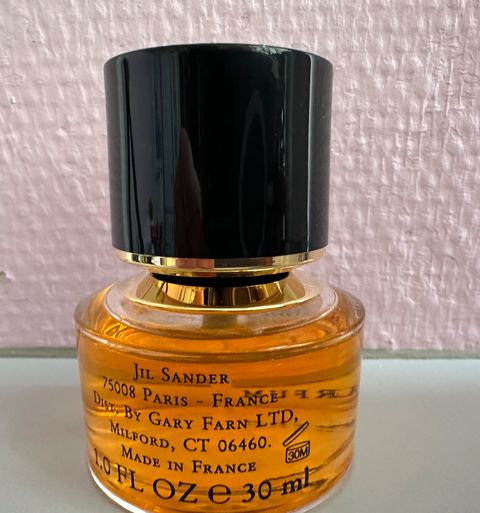 Jil Sander
75008 Paris - France
Dist. By Gary Farn LTD,
Milford, CT 06460.
Made in France
30M
1.0 FL OZ ℮ 30 ml